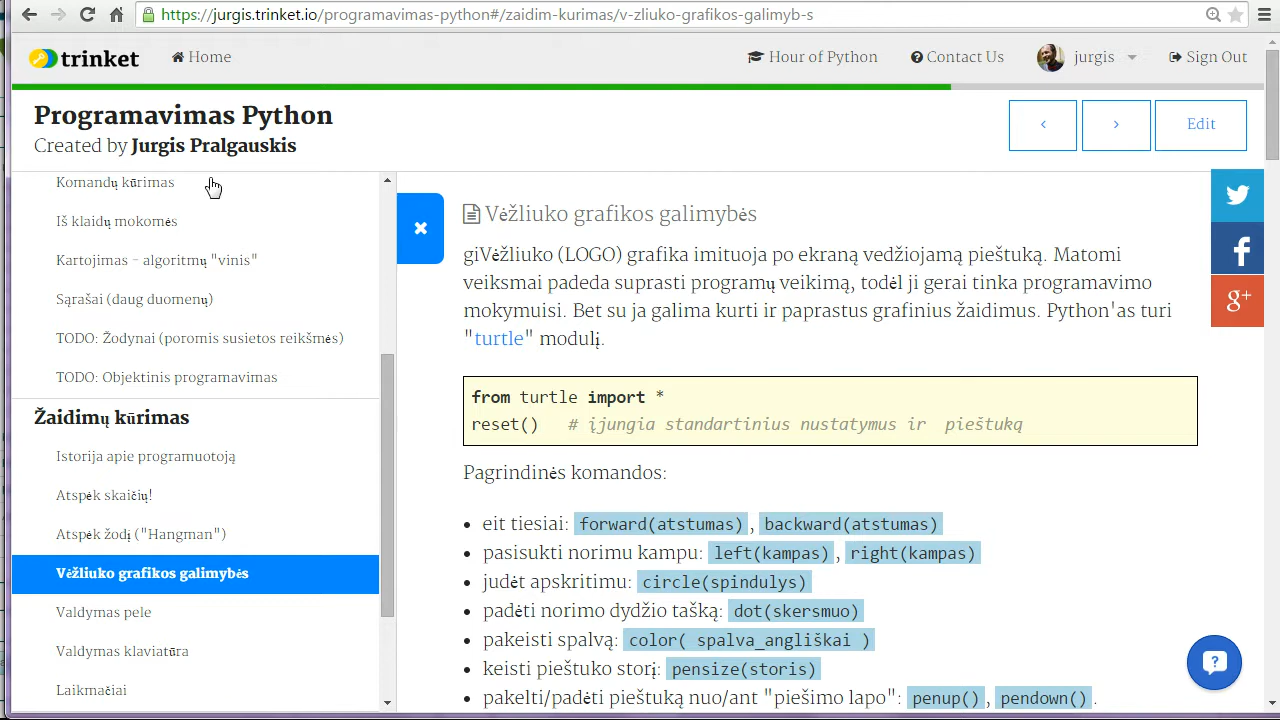 https://jurgis.trinket.io/programavimas-python#/zaidim-kurimas/v-zliuko-grafikos-galimyb-s
trinket
Home
Hour of Python
Contact Us
jurgis
Sign Out
Programavimas Python
Created by Jurgis Pralgauskis
<
>
Edit
Komandų kūrimas
Iš klaidų mokomės
Kartojimas - algoritmų "vinis"
Sąrašai (daug duomenų)
TODO: Žodynai (poromis susietos reikšmės)
TODO: Objektinis programavimas
Žaidimų kūrimas
Istorija apie programuotoją
Atspėk skaičių!
Atspėk žodį ("Hangman")
Vėžliuko grafikos galimybės
Valdymas pele
Valdymas klaviatūra
Laikmačiai
Vėžliuko grafikos galimybės
giVėžliuko (LOGO) grafika imituoja po ekraną vedžiojamą pieštuką. Matomi
veiksmai padeda suprasti programų veikimą, todėl ji gerai tinka programavimo
mokymuisi. Bet su ja galima kurti ir paprastus grafinius žaidimus. Python'as turi
"turtle" modulį.
from turtle import *
reset() # įjungia standartinius nustatymus ir pieštuką
Pagrindinės komandos:
eit tiesiai: forward(atstumas), backward(atstumas)
pasisukti norimu kampu: left(kampas), right(kampas)
judėt apskritimu: circle(spindulys)
padėti norimo dydžio tašką: dot(skersmuo)
pakeisti spalvą: color( spalva_angliškai )
keisti pieštuko storį: pensize(storis)
pakelti/padėti pieštuką nuo/ant "piešimo lapo": penup(), pendown().